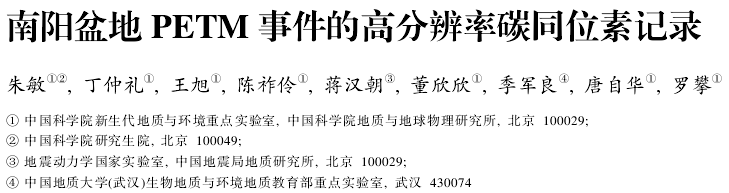 南阳盆地 PETM 事件的高分辨率碳同位素记录
朱敏①②, 丁仲礼①, 王旭①, 陈祚伶①, 蒋汉朝③, 董欣欣①, 季军良④, 唐自华①, 罗攀①
① 中国科学院新生代地质与环境重点实验室, 中国科学院地质与地球物理研究所, 北京 100029;
② 中国科学院研究生院, 北京 100049;
③ 地震动力学国家实验室, 中国地震局地质研究所, 北京 100029;
④ 中国地质大学(武汉)生物地质与环境地质教育部重点实验室, 武汉 430074